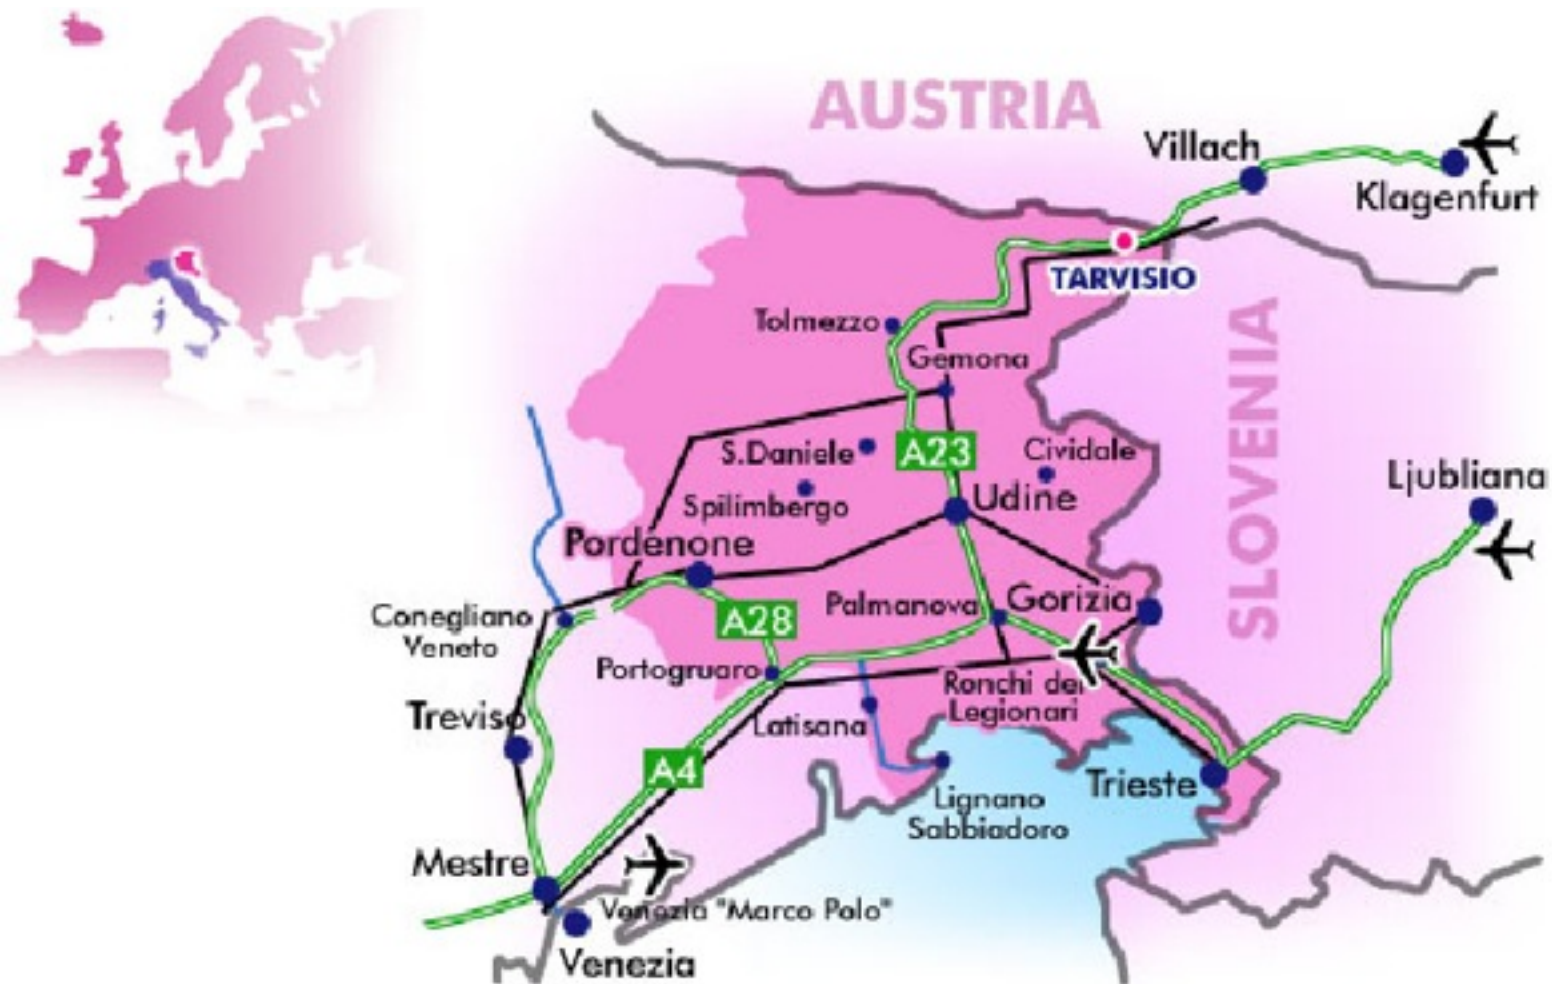 AUSTRIA
Villach
Klagenfurt
TARVISIO
Tolmezzo
Gemona
SLOVENIA
S.Daniele
A23
Cividale
Ljubliana
Spilimbergo
Udine
Pordenone
Conegliano
Veneto
A28
Palmanova
Gorizia
Portogruaro
Ronchi dei
Legionari
Treviso
Latisana
A4
Trieste
Lignano
Sabbiadoro
Mestre
Venezia "Marco Polo"
Venezia